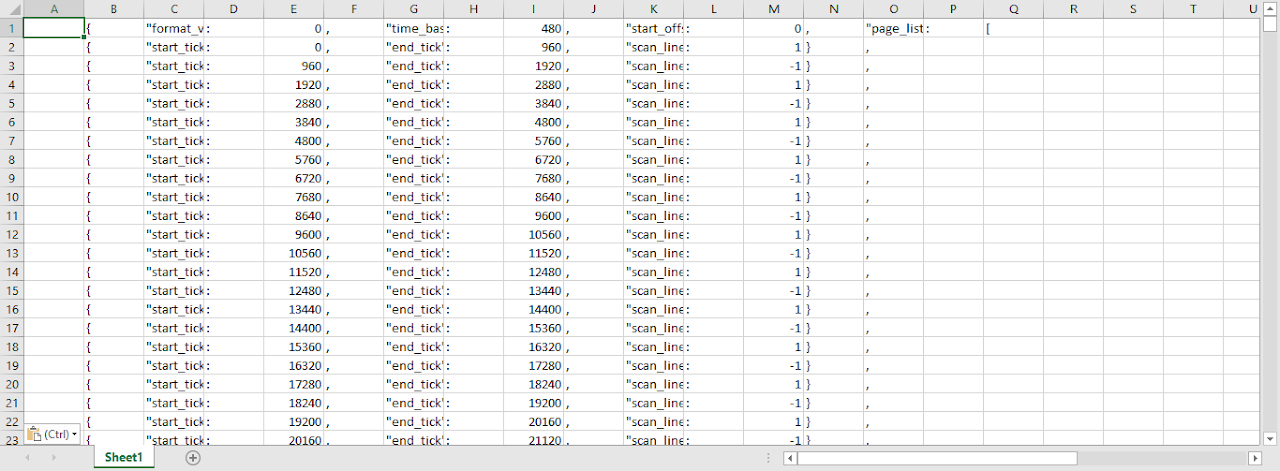 A B C D E F G H I J K L M N O P Q R S T U
1 { "format_v : 0 , "time_bas : 480 , "start_off : 0 , "page_list : [
2 { "start_tick : 0 , "end_tick" : 960 , "scan_line : 1 } ,
3 { "start_tick : 960 , "end_tick" : 1920 , "scan_line : -1 } ,
4 { "start_tick : 1920 , "end_tick" : 2880 , "scan_line : 1 } ,
5 { "start_tick : 2880 , "end_tick" : 3840 , "scan_line : -1 } ,
6 { "start_tick : 3840 , "end_tick" : 4800 , "scan_line : 1 } ,
7 { "start_tick : 4800 , "end_tick" : 5760 , "scan_line : -1 } ,
8 { "start_tick : 5760 , "end_tick" : 6720 , "scan_line : 1 } ,
9 { "start_tick : 6720 , "end_tick" : 7680 , "scan_line : -1 } ,
10 { "start_tick : 7680 , "end_tick" : 8640 , "scan_line : 1 } ,
11 { "start_tick : 8640 , "end_tick" : 9600 , "scan_line : -1 } ,
12 { "start_tick : 9600 , "end_tick" : 10560 , "scan_line : 1 } ,
13 { "start_tick : 10560 , "end_tick" : 11520 , "scan_line : -1 } ,
14 { "start_tick : 11520 , "end_tick" : 12480 , "scan_line : 1 } ,
15 { "start_tick : 12480 , "end_tick" : 13440 , "scan_line : -1 } ,
16 { "start_tick : 13440 , "end_tick" : 14400 , "scan_line : 1 } ,
17 { "start_tick : 14400 , "end_tick" : 15360 , "scan_line : -1 } ,
18 { "start_tick : 15360 , "end_tick" : 16320 , "scan_line : 1 } ,
19 { "start_tick : 16320 , "end_tick" : 17280 , "scan_line : -1 } ,
20 { "start_tick : 17280 , "end_tick" : 18240 , "scan_line : 1 } ,
21 { "start_tick : 18240 , "end_tick" : 19200 , "scan_line : -1 } ,
22 { "start_tick : 19200 , "end_tick" : 20160 , "scan_line : 1 } ,
(Ctrl)
23 { "start_tick : 20160 , "end_tick" : 21120 , "scan_line : -1 } ,
Sheet1